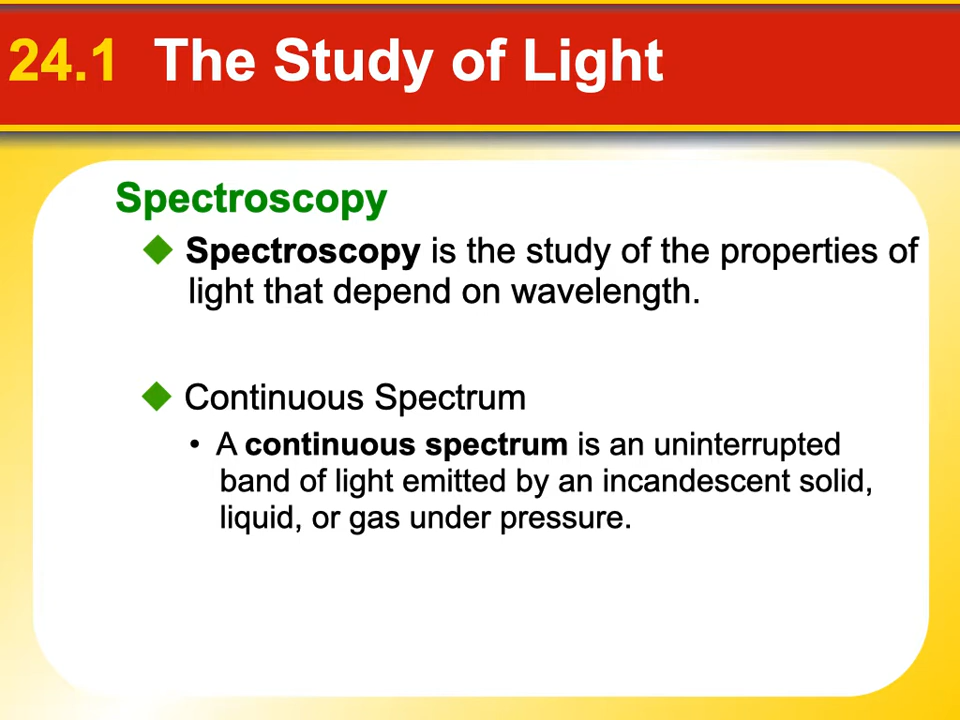 24.1 The Study of Light
Spectroscopy
◆ Spectroscopy is the study of the properties of
light that depend on wavelength.
◆ Continuous Spectrum
• A continuous spectrum is an uninterrupted
band of light emitted by an incandescent solid,
liquid, or gas under pressure.